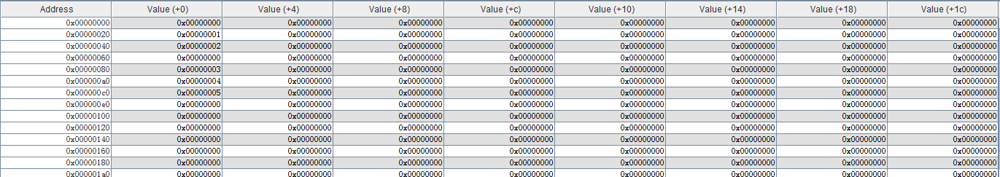 Address Value (+0) Value (+4) Value (+8) Value (+c) Value (+10) Value (+14) Value (+18) Value (+1c)
0x00000000 0x00000000 0x00000000 0x00000000 0x00000000 0x00000000 0x00000000 0x00000000 0x00000000
0x00000020 0x00000001 0x00000000 0x00000000 0x00000000 0x00000000 0x00000000 0x00000000 0x00000000
0x00000040 0x00000002 0x00000000 0x00000000 0x00000000 0x00000000 0x00000000 0x00000000 0x00000000
0x00000060 0x00000000 0x00000000 0x00000000 0x00000000 0x00000000 0x00000000 0x00000000 0x00000000
0x00000080 0x00000003 0x00000000 0x00000000 0x00000000 0x00000000 0x00000000 0x00000000 0x00000000
0x000000a0 0x00000004 0x00000000 0x00000000 0x00000000 0x00000000 0x00000000 0x00000000 0x00000000
0x000000c0 0x00000005 0x00000000 0x00000000 0x00000000 0x00000000 0x00000000 0x00000000 0x00000000
0x000000e0 0x00000000 0x00000000 0x00000000 0x00000000 0x00000000 0x00000000 0x00000000 0x00000000
0x00000100 0x00000000 0x00000000 0x00000000 0x00000000 0x00000000 0x00000000 0x00000000 0x00000000
0x00000120 0x00000000 0x00000000 0x00000000 0x00000000 0x00000000 0x00000000 0x00000000 0x00000000
0x00000140 0x00000000 0x00000000 0x00000000 0x00000000 0x00000000 0x00000000 0x00000000 0x00000000
0x00000160 0x00000000 0x00000000 0x00000000 0x00000000 0x00000000 0x00000000 0x00000000 0x00000000
0x00000180 0x00000000 0x00000000 0x00000000 0x00000000 0x00000000 0x00000000 0x00000000 0x00000000
0x000001a0 0x00000000 0x00000000 0x00000000 0x00000000 0x00000000 0x00000000 0x00000000 0x00000000